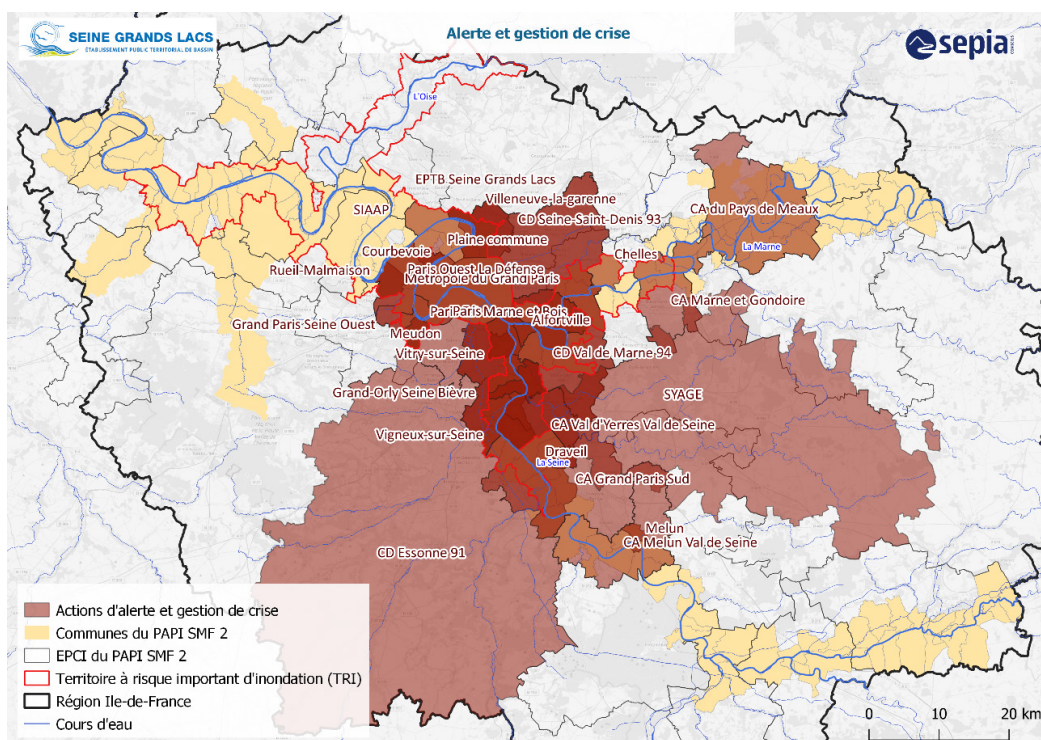 SEINE GRANDS LACS
ÉTABLISSEMENT PUBLIC TERRITORIAL DE BASSIN
Alerte et gestion de crise
sepia
CONSEILS
L'Oise
EPTB Seine Grands Lacs
Villeneuve-la-garenne
SIAAP
CD Seine-Saint-Denis 93
CA du Pays de Meaux
Plaine commune
La Marne
Courbevoie
Chelles
Paris Ouest La Défense
Rueil-Malmaison
Metropole du Grand Paris
CA Marne et Gondoire
Paris
Paris Marne et Bois
Grand Paris Seine Ouest
Alfortville
Meudon
Vitry-sur-Seine
CD Val de Marne 94
Grand-Orly Seine Bièvre
SYAGE
CA Val d'Yerres Val de Seine
Vigneux-sur-Seine
Draveil
La Seine
CA Grand Paris Sud
Melun
CA Melun Val de Seine
CD Essonne 91
Actions d'alerte et gestion de crise
Communes du PAPI SMF 2
EPCI du PAPI SMF 2
Territoire à risque important d'inondation (TRI)
Région Ile-de-France
Cours d'eau
0 10 20 km